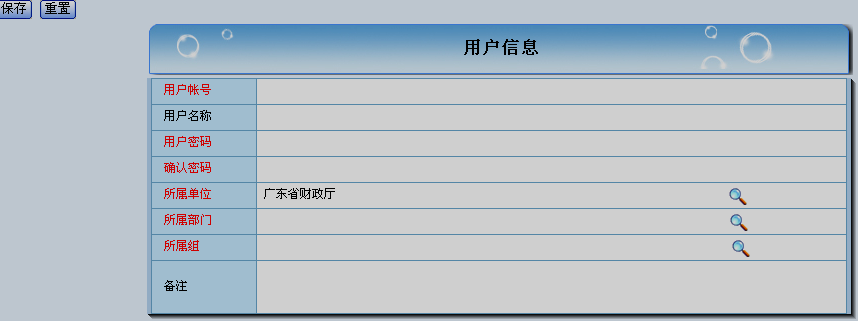 保存 重置
用户信息
用户帐号
用户名称
用户密码
确认密码
所属单位 广东省财政厅
所属部门
所属组
备注